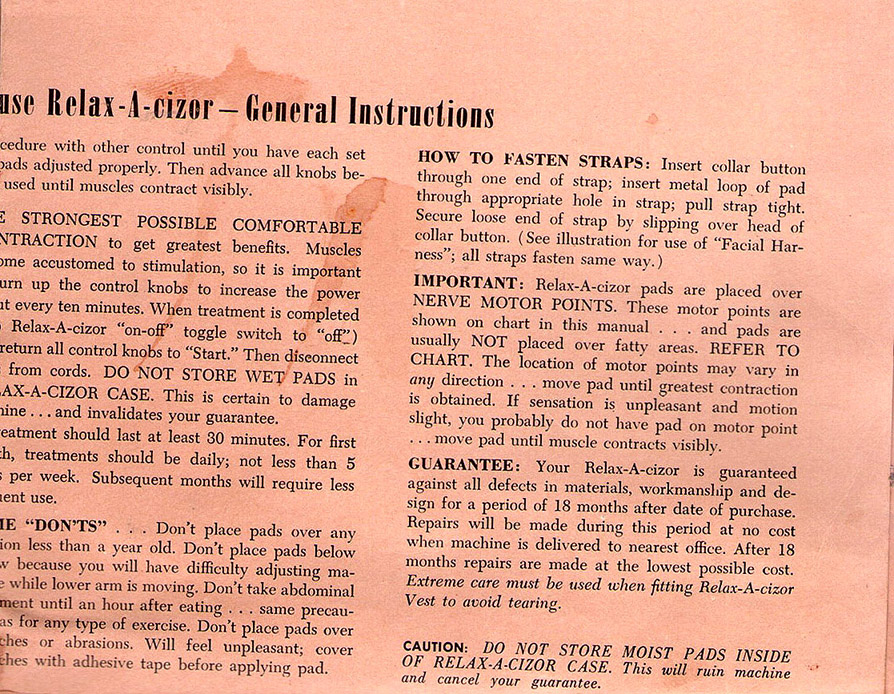 use Relax-A-cizor — General Instructions
cedure with other control until you have each set
pads adjusted properly. Then advance all knobs be-
used until muscles contract visibly.
E STRONGEST POSSIBLE COMFORTABLE
NTRACTION to get greatest benefits. Muscles
ome accustomed to stimulation, so it is important
urn up the control knobs to increase the power
ut every ten minutes. When treatment is completed
Relax-A-cizor "on-off" toggle switch to "off")
return all control knobs to "Start." Then disconnect
s from cords. DO NOT STORE WET PADS in
LAX-A-CIZOR CASE. This is certain to damage
hine . . . and invalidates your guarantee.
eatment should last at least 30 minutes. For first
th, treatments should be daily; not less than 5
s per week. Subsequent months will require less
uent use.
ME "DON'TS" . . . Don't place pads over any
ion less than a year old. Don't place pads below
w because you will have difficulty adjusting ma-
e while lower arm is moving. Don't take abdominal
ment until an hour after eating . . . same precau-
as for any type of exercise. Don't place pads over
ches or abrasions. Will feel unpleasant; cover
ches with adhesive tape before applying pad.
HOW TO FASTEN STRAPS: Insert collar button
through one end of strap; insert metal loop of pad
through appropriate hole in strap; pull strap tight.
Secure loose end of strap by slipping over head of
collar button. (See illustration for use of "Facial Har-
ness"; all straps fasten same way.)
IMPORTANT: Relax-A-cizor pads are placed over
NERVE MOTOR POINTS. These motor points are
shown on chart in this manual . . . and pads are
usually NOT placed over fatty areas. REFER TO
CHART. The location of motor points may vary in
any direction . . . move pad until greatest contraction
is obtained. If sensation is unpleasant and motion
slight, you probably do not have pad on motor point
. . . move pad until muscle contracts visibly.
GUARANTEE: Your Relax-A-cizor is guaranteed
against all defects in materials, workmanship and de-
sign for a period of 18 months after date of purchase.
Repairs will be made during this period at no cost
when machine is delivered to nearest office. After 18
months repairs are made at the lowest possible cost.
Extreme care must be used when fitting Relax-A-cizor
Vest to avoid tearing.
CAUTION: DO NOT STORE MOIST PADS INSIDE
OF RELAX-A-CIZOR CASE. This will ruin machine
and cancel your guarantee.